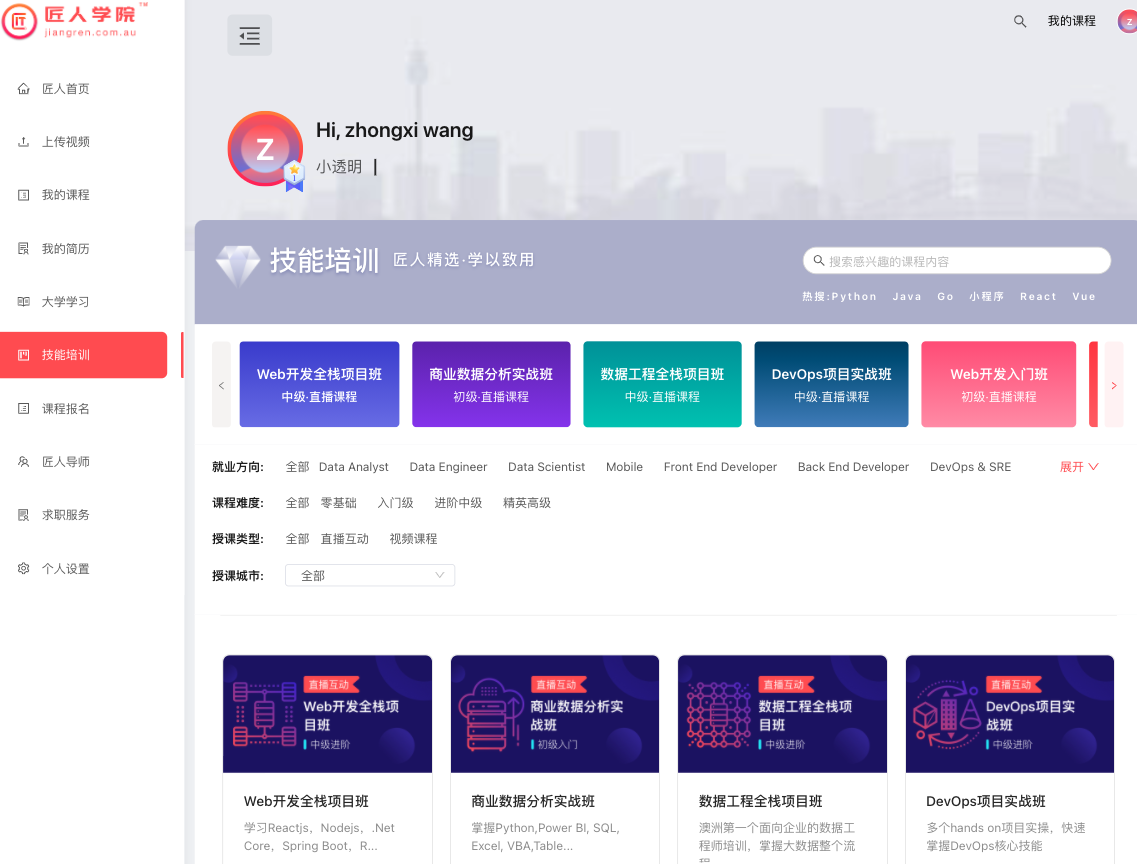 匠人学院™
jiangren.com.au
我的课程
Z
匠人首页
上传视频
我的课程
我的简历
大学学习
技能培训
课程报名
匠人导师
求职服务
个人设置
Hi, zhongxi wang
Z
小透明
技能培训 匠人精选·学以致用
搜索感兴趣的课程内容
热搜:Python Java Go 小程序 React Vue
Web开发全栈项目班
中级·直播课程
商业数据分析实战班
初级·直播课程
数据工程全栈项目班
中级·直播课程
DevOps项目实战班
中级·直播课程
Web开发入门班
初级·直播课程
就业方向: 全部 Data Analyst Data Engineer Data Scientist Mobile Front End Developer Back End Developer DevOps & SRE 展开
课程难度: 全部 零基础 入门级 进阶中级 精英高级
授课类型: 全部 直播互动 视频课程
授课城市: 全部
直播互动
Web开发全栈项
目班
中级进阶
Web开发全栈项目班
学习Reactjs，Nodejs，.Net
Core，Spring Boot，R...
直播互动
商业数据分析实
战班
初级入门
商业数据分析实战班
掌握Python,Power BI, SQL,
Excel, VBA,Table...
直播互动
数据工程全栈项
目班
中级进阶
数据工程全栈项目班
澳洲第一个面向企业的数据工
程师培训，掌握大数据整个流
直播互动
DevOps项目实
战班
中级进阶
DevOps项目实战班
多个hands on项目实操，快速
掌握DevOps核心技能